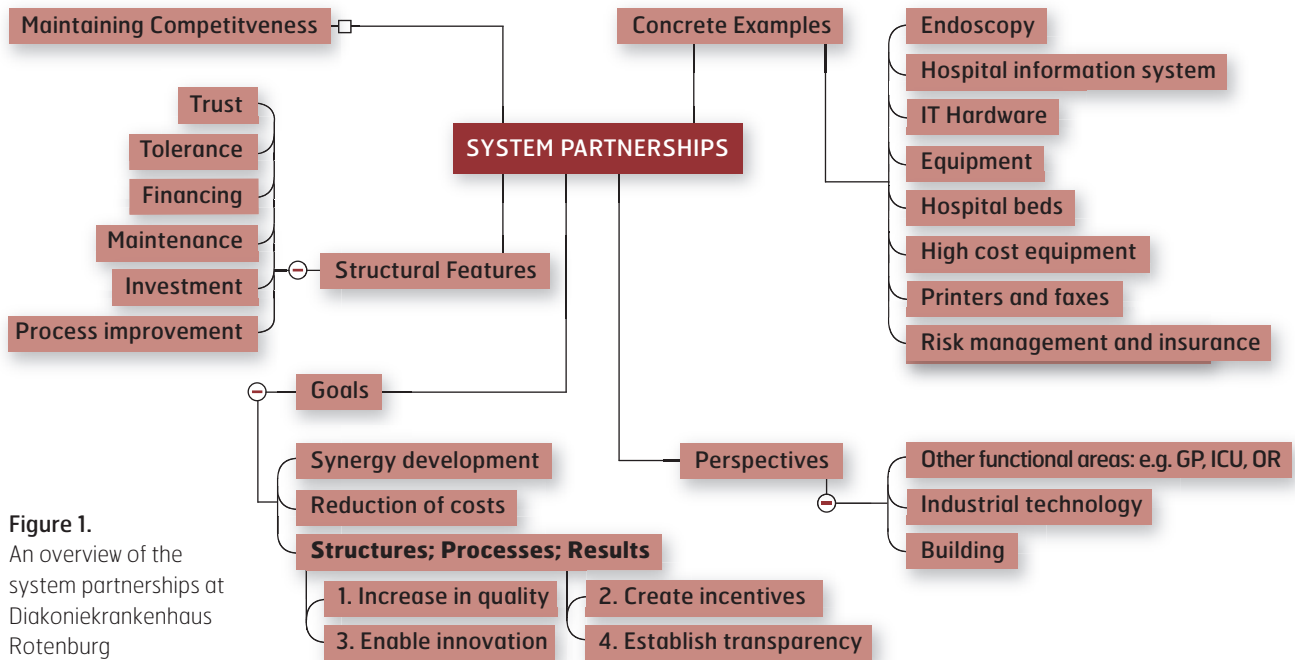 Maintaining Competitveness
Concrete Examples
SYSTEM PARTNERSHIPS
Trust
Tolerance
Financing
Maintenance
Investment
Process improvement
Structural Features
Endoscopy
Hospital information system
IT Hardware
Equipment
Hospital beds
High cost equipment
Printers and faxes
Risk management and insurance
Goals
Synergy development
Reduction of costs
Structures; Processes; Results
1. Increase in quality
2. Create incentives
3. Enable innovation
4. Establish transparency
Perspectives
Other functional areas: e.g. GP, ICU, OR
Industrial technology
Building
Figure 1.
An overview of the
system partnerships at
Diakoniekrankenhaus
Rotenburg